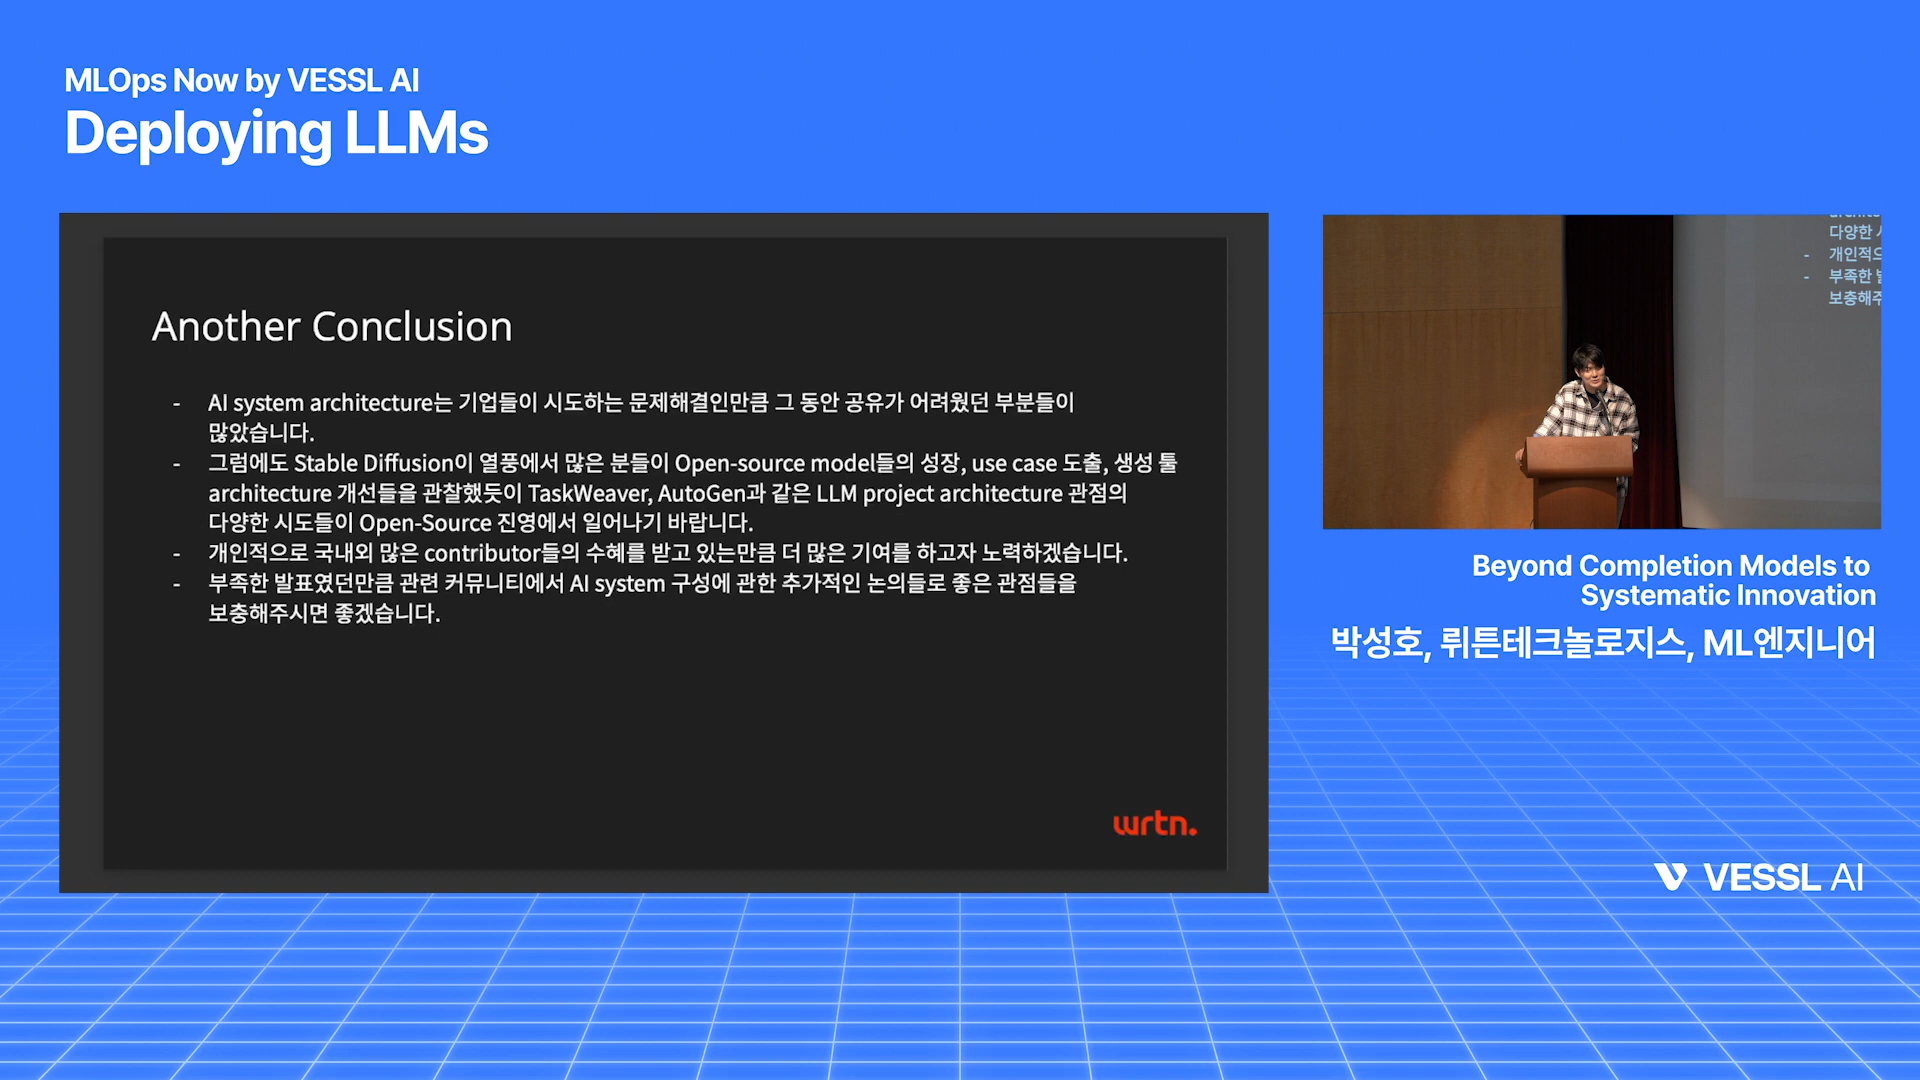 MLOps Now by VESSL AI
Deploying LLMs
Another Conclusion
- AI system architecture는 기업들이 시도하는 문제해결인만큼 그 동안 공유가 어려웠던 부분들이
많았습니다.
- 그럼에도 Stable Diffusion이 열풍에서 많은 분들이 Open-source model들의 성장, use case 도출, 생성 툴
architecture 개선들을 관찰했듯이 TaskWeaver, AutoGen과 같은 LLM project architecture 관점의
다양한 시도들이 Open-Source 진영에서 일어나기 바랍니다.
- 개인적으로 국내외 많은 contributor들의 수혜를 받고 있는만큼 더 많은 기여를 하고자 노력하겠습니다.
- 부족한 발표였던만큼 관련 커뮤니티에서 AI system 구성에 관한 추가적인 논의들로 좋은 관점들을
보충해주시면 좋겠습니다.
wrtn.
다양한
- 개인적으
- 부족한
보충해주
Beyond Completion Models to
Systematic Innovation
박성호, 뤼튼테크놀로지스, ML엔지니어
VESSL AI